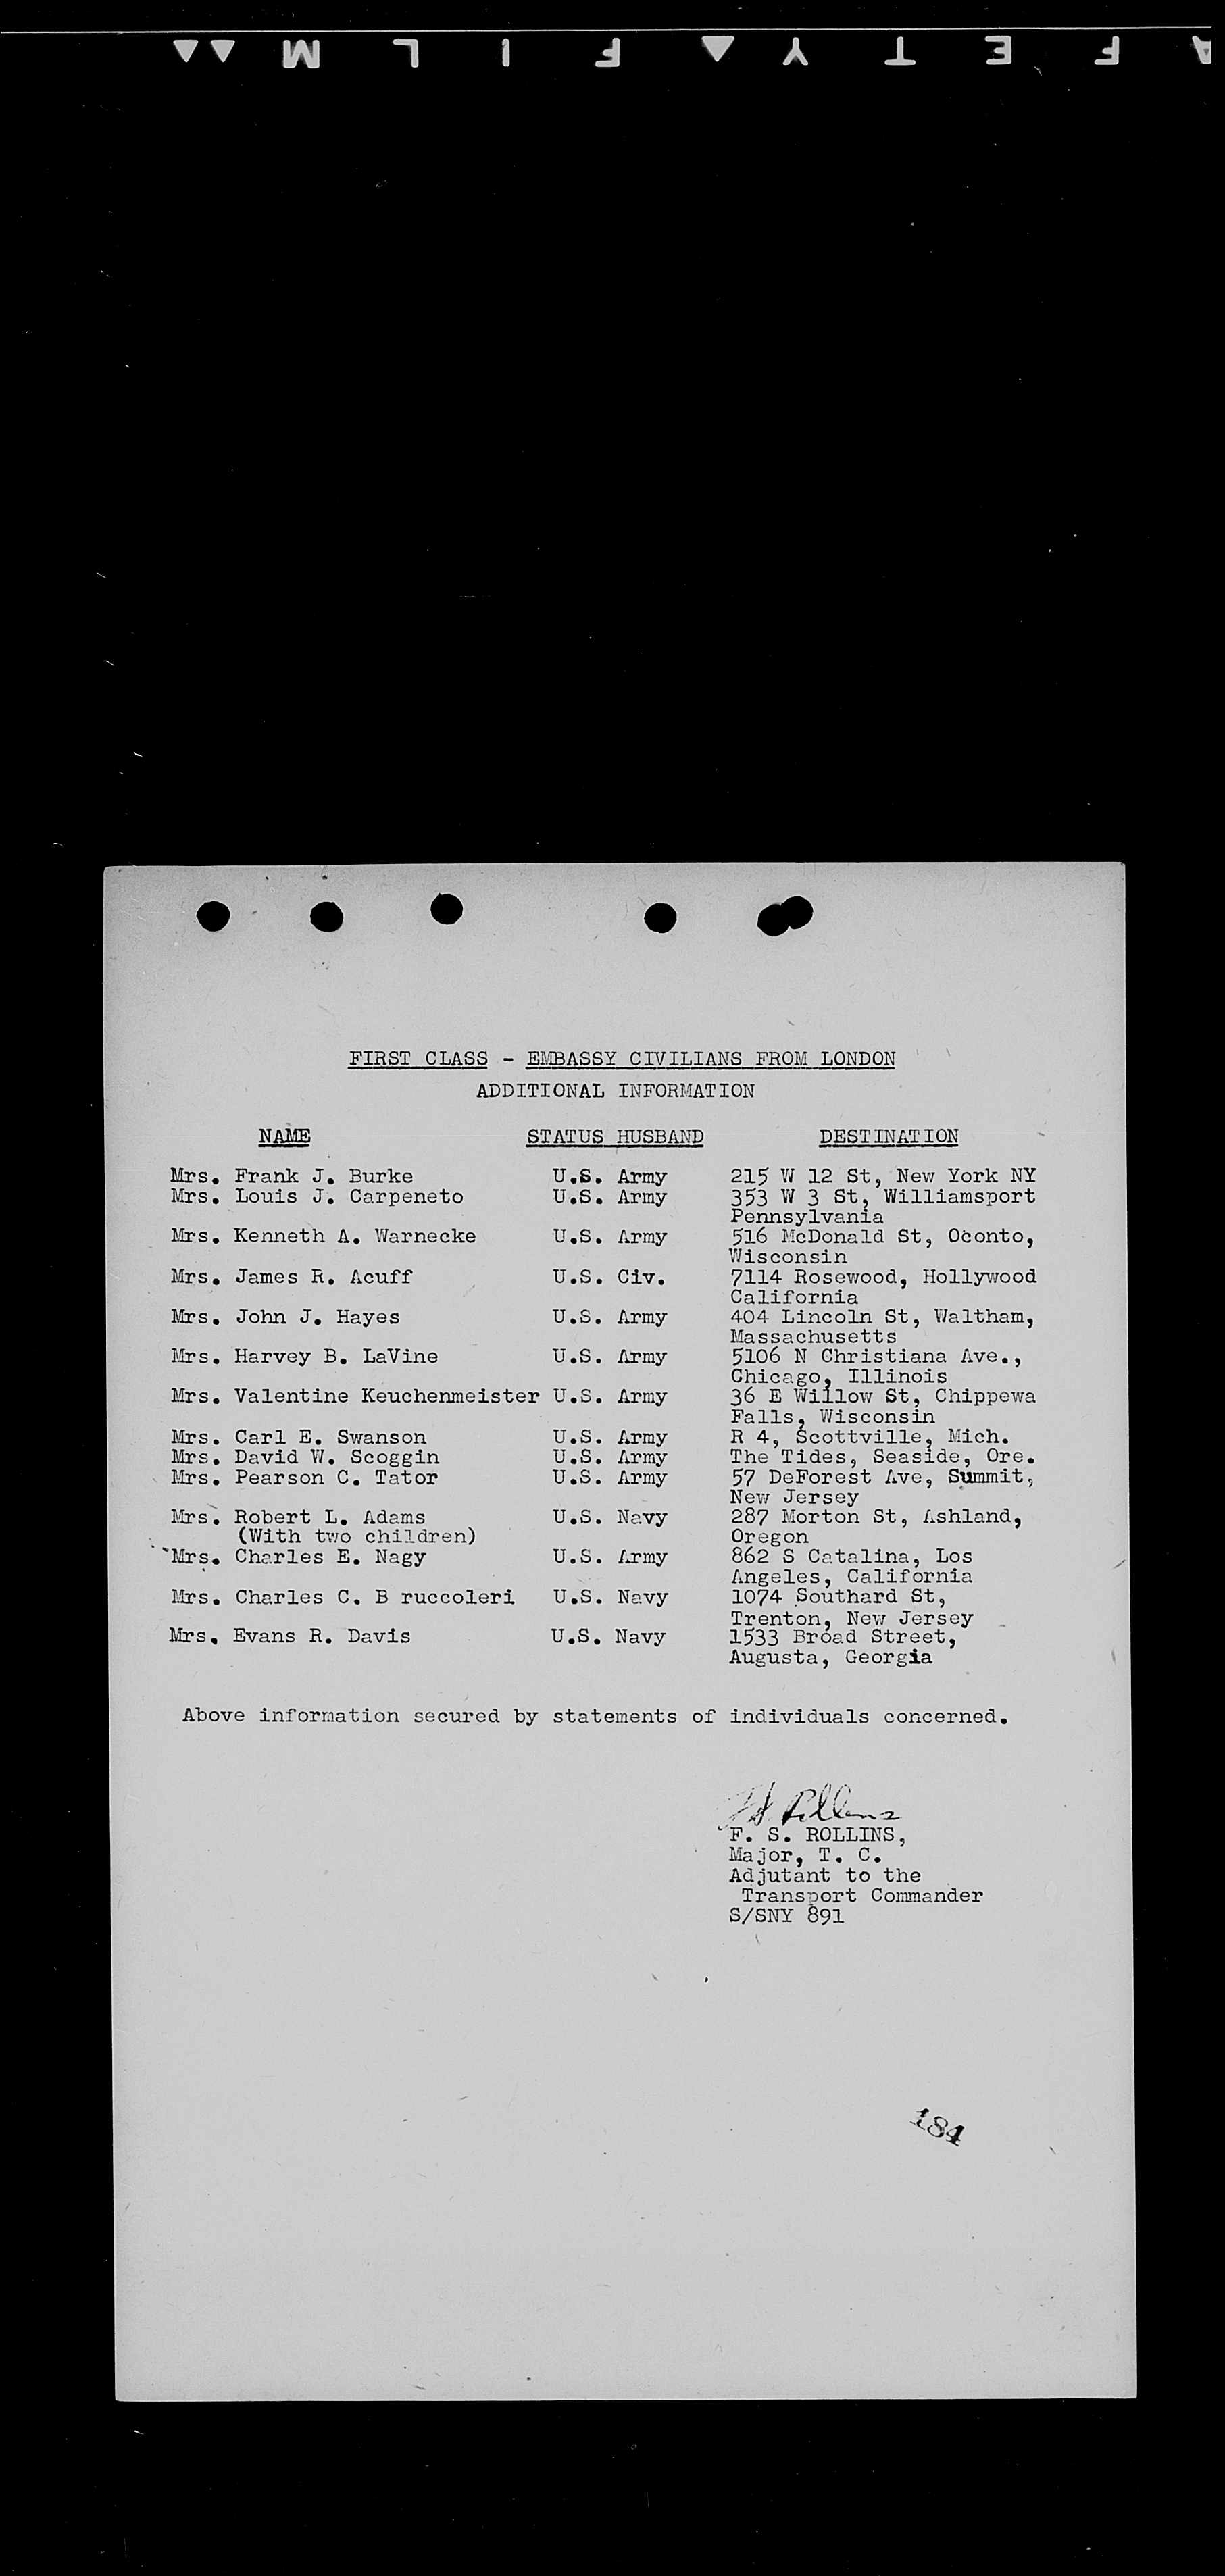 SAFETY FILM
FIRST CLASS - EMBASSY CIVILIANS FROM LONDON
ADDITIONAL INFORMATION
NAME STATUS HUSBAND DESTINATION
Mrs. Frank J. Burke U.S. Army 215 W 12 St, New York NY
Mrs. Louis J. Carpeneto U.S. Army 353 W 3 St, Williamsport
Pennsylvania
Mrs. Kenneth A. Warnecke U.S. Army 516 McDonald St, Oconto,
Wisconsin
Mrs. James R. Acuff U.S. Civ. 7114 Rosewood, Hollywood
California
Mrs. John J. Hayes U.S. Army 404 Lincoln St, Waltham,
Massachusetts
Mrs. Harvey B. LaVine U.S. Army 5106 N Christiana Ave.,
Chicago, Illinois
Mrs. Valentine Keuchenmeister U.S. Army 36 E Willow St, Chippewa
Falls, Wisconsin
Mrs. Carl E. Swanson U.S. Army R 4, Scottville, Mich.
Mrs. David W. Scoggin U.S. Army The Tides, Seaside, Ore.
Mrs. Pearson C. Tator U.S. Army 57 DeForest Ave, Summit,
New Jersey
Mrs. Robert L. Adams U.S. Navy 287 Morton St, Ashland,
(With two children) Oregon
Mrs. Charles E. Nagy U.S. Army 862 S Catalina, Los
Angeles, California
Mrs. Charles C. B ruccoleri U.S. Navy 1074 Southard St,
Trenton, New Jersey
Mrs. Evans R. Davis U.S. Navy 1533 Broad Street,
Augusta, Georgia
Above information secured by statements of individuals concerned.
F S Rollins
F. S. ROLLINS,
Major, T. C.
Adjutant to the
Transport Commander
S/SNY 891
184